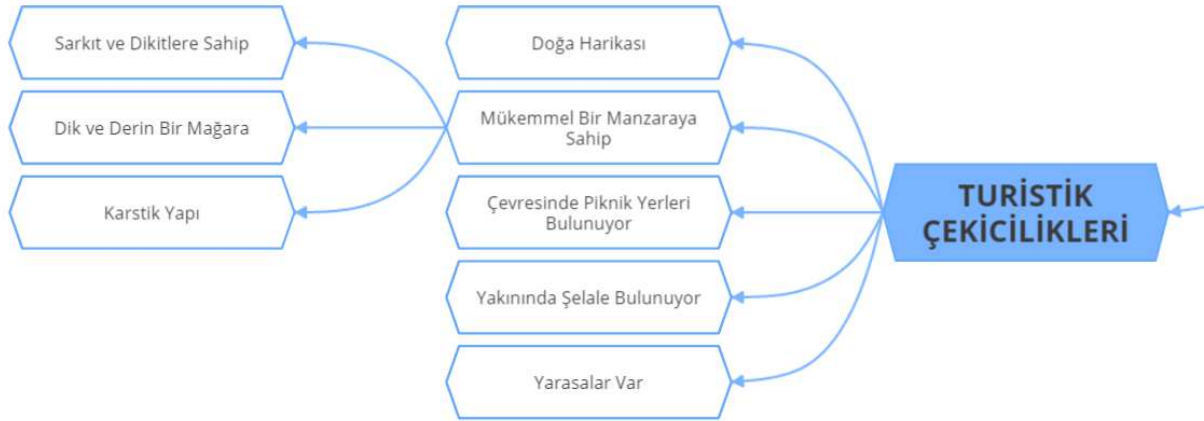 Sarkıt ve Dikitlere Sahip
Dik ve Derin Bir Mağara
Karstik Yapı
Doğa Harikası
Mükemmel Bir Manzaraya
Sahip
Çevresinde Piknik Yerleri
Bulunuyor
Yakınında Şelale Bulunuyor
Yarasalar Var
TURİSTİK
ÇEKİCİLİKLERİ